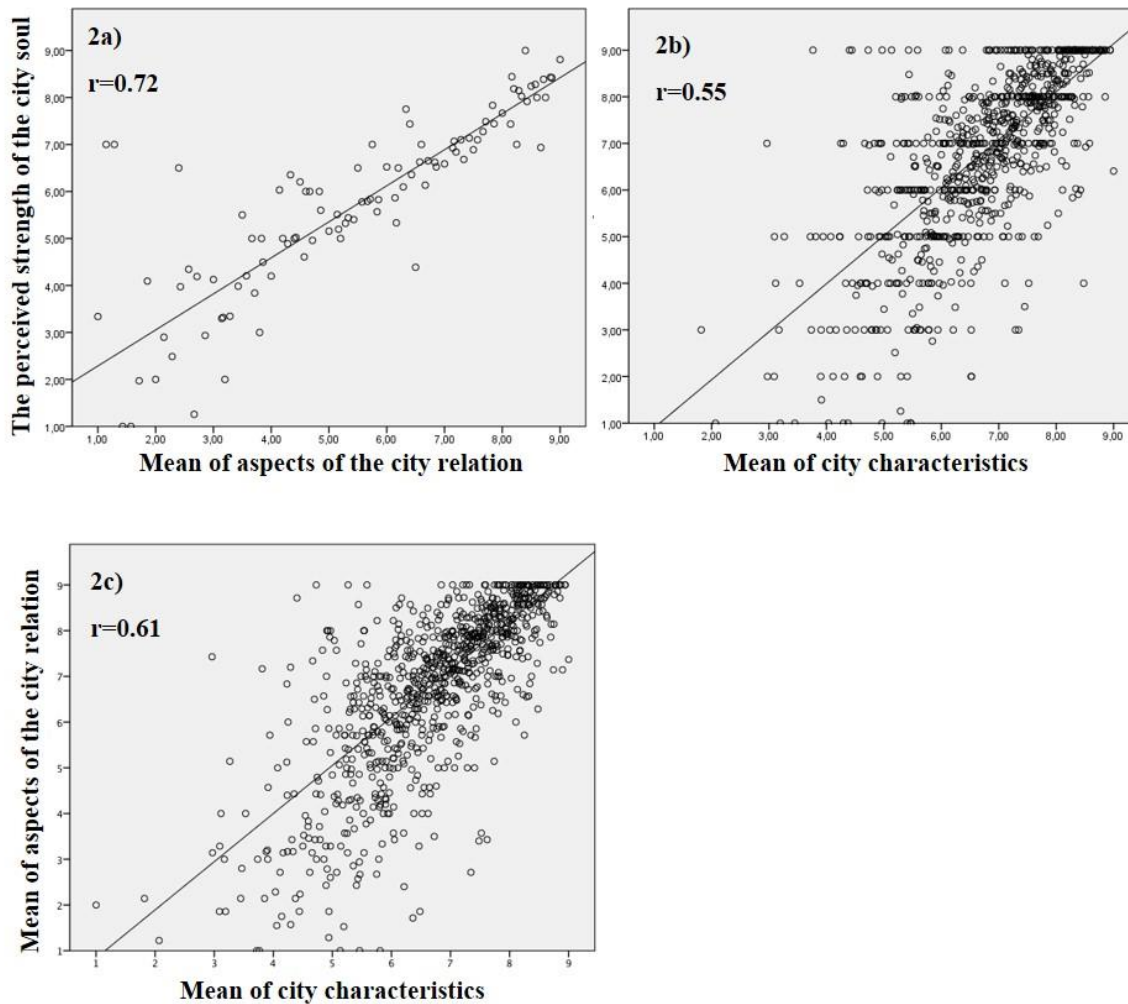 2a)
r=0.72
The perceived strength of the city soul
9,00
8,00
7,00
6,00
5,00
4,00
3,00
2,00
1,00
1,00 2,00 3,00 4,00 5,00 6,00 7,00 8,00 9,00
Mean of aspects of the city relation
2b)
r=0.55
9,00
8,00
7,00
6,00
5,00
4,00
3,00
2,00
1,00
1,00 2,00 3,00 4,00 5,00 6,00 7,00 8,00 9,00
Mean of city characteristics
2c)
r=0.61
Mean of aspects of the city relation
9
8
7
6
5
4
3
2
1
1 2 3 4 5 6 7 8 9
Mean of city characteristics